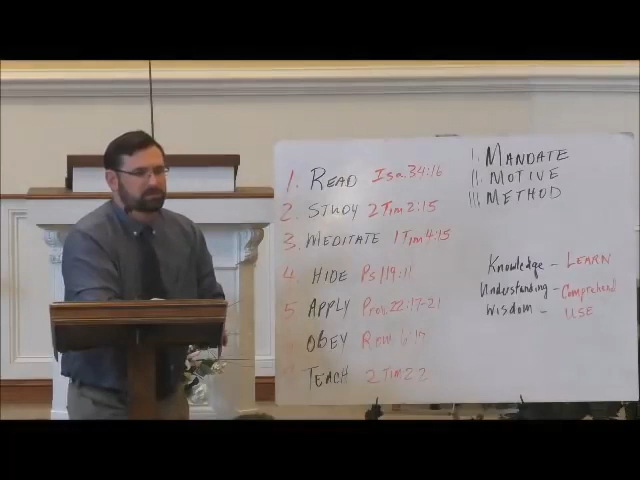 1. READ Isa. 34:16
2. STUDY 2 Tim 2:15
3. MEDITATE 1 Tim 4:15
4. HIDE Ps 119:11
5 APPLY Prov. 22:17-21
OBEY Rom 6:17
TEACH 2 Tim 2:2
I. MANDATE
II. MOTIVE
III. METHOD
Knowledge - LEARN
Understanding - Comprehend
Wisdom - USE